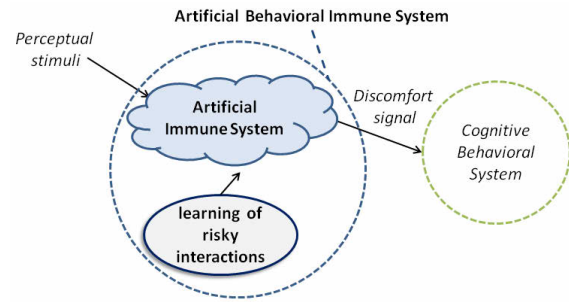 Artificial Behavioral Immune System
Perceptual
stimuli
Artificial
Immune System
Discomfort
signal
Cognitive
Behavioral
System
learning of
risky
interactions